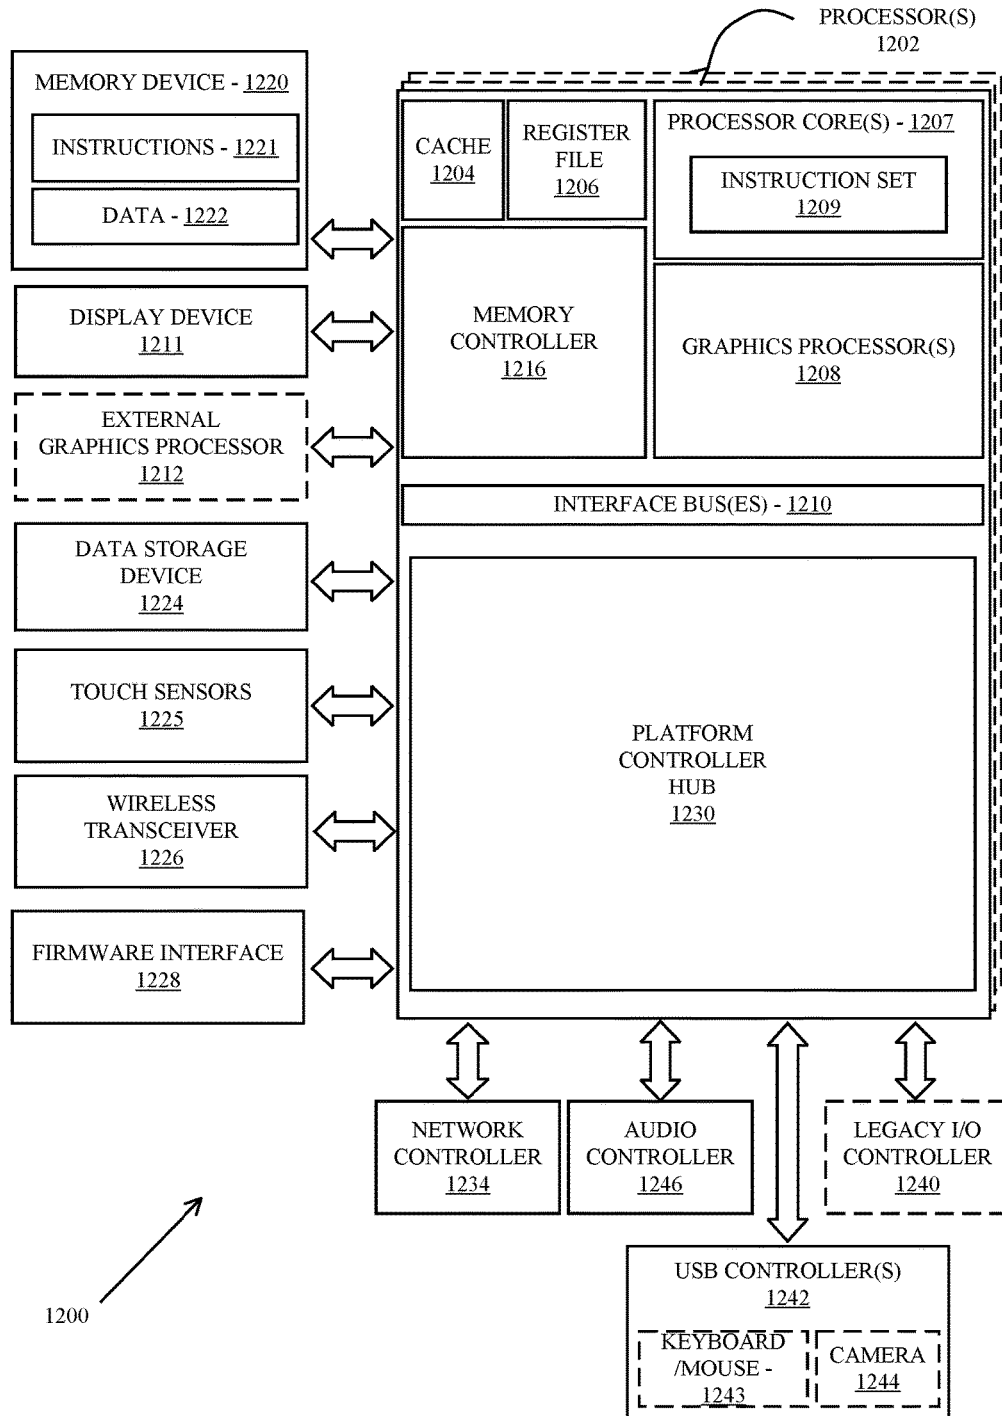 PROCESSOR(S)
1202
MEMORY DEVICE - 1220
INSTRUCTIONS - 1221
DATA - 1222
CACHE
1204
REGISTER
FILE
1206
PROCESSOR CORE(S) - 1207
INSTRUCTION SET
1209
DISPLAY DEVICE
1211
MEMORY
CONTROLLER
1216
GRAPHICS PROCESSOR(S)
1208
EXTERNAL
GRAPHICS PROCESSOR
1212
INTERFACE BUS(ES) - 1210
DATA STORAGE
DEVICE
1224
TOUCH SENSORS
1225
PLATFORM
CONTROLLER
HUB
1230
WIRELESS
TRANSCEIVER
1226
FIRMWARE INTERFACE
1228
NETWORK
CONTROLLER
1234
AUDIO
CONTROLLER
1246
LEGACY I/O
CONTROLLER
1240
USB CONTROLLER(S)
1242
KEYBOARD
/MOUSE -
1243
CAMERA
1244
1200